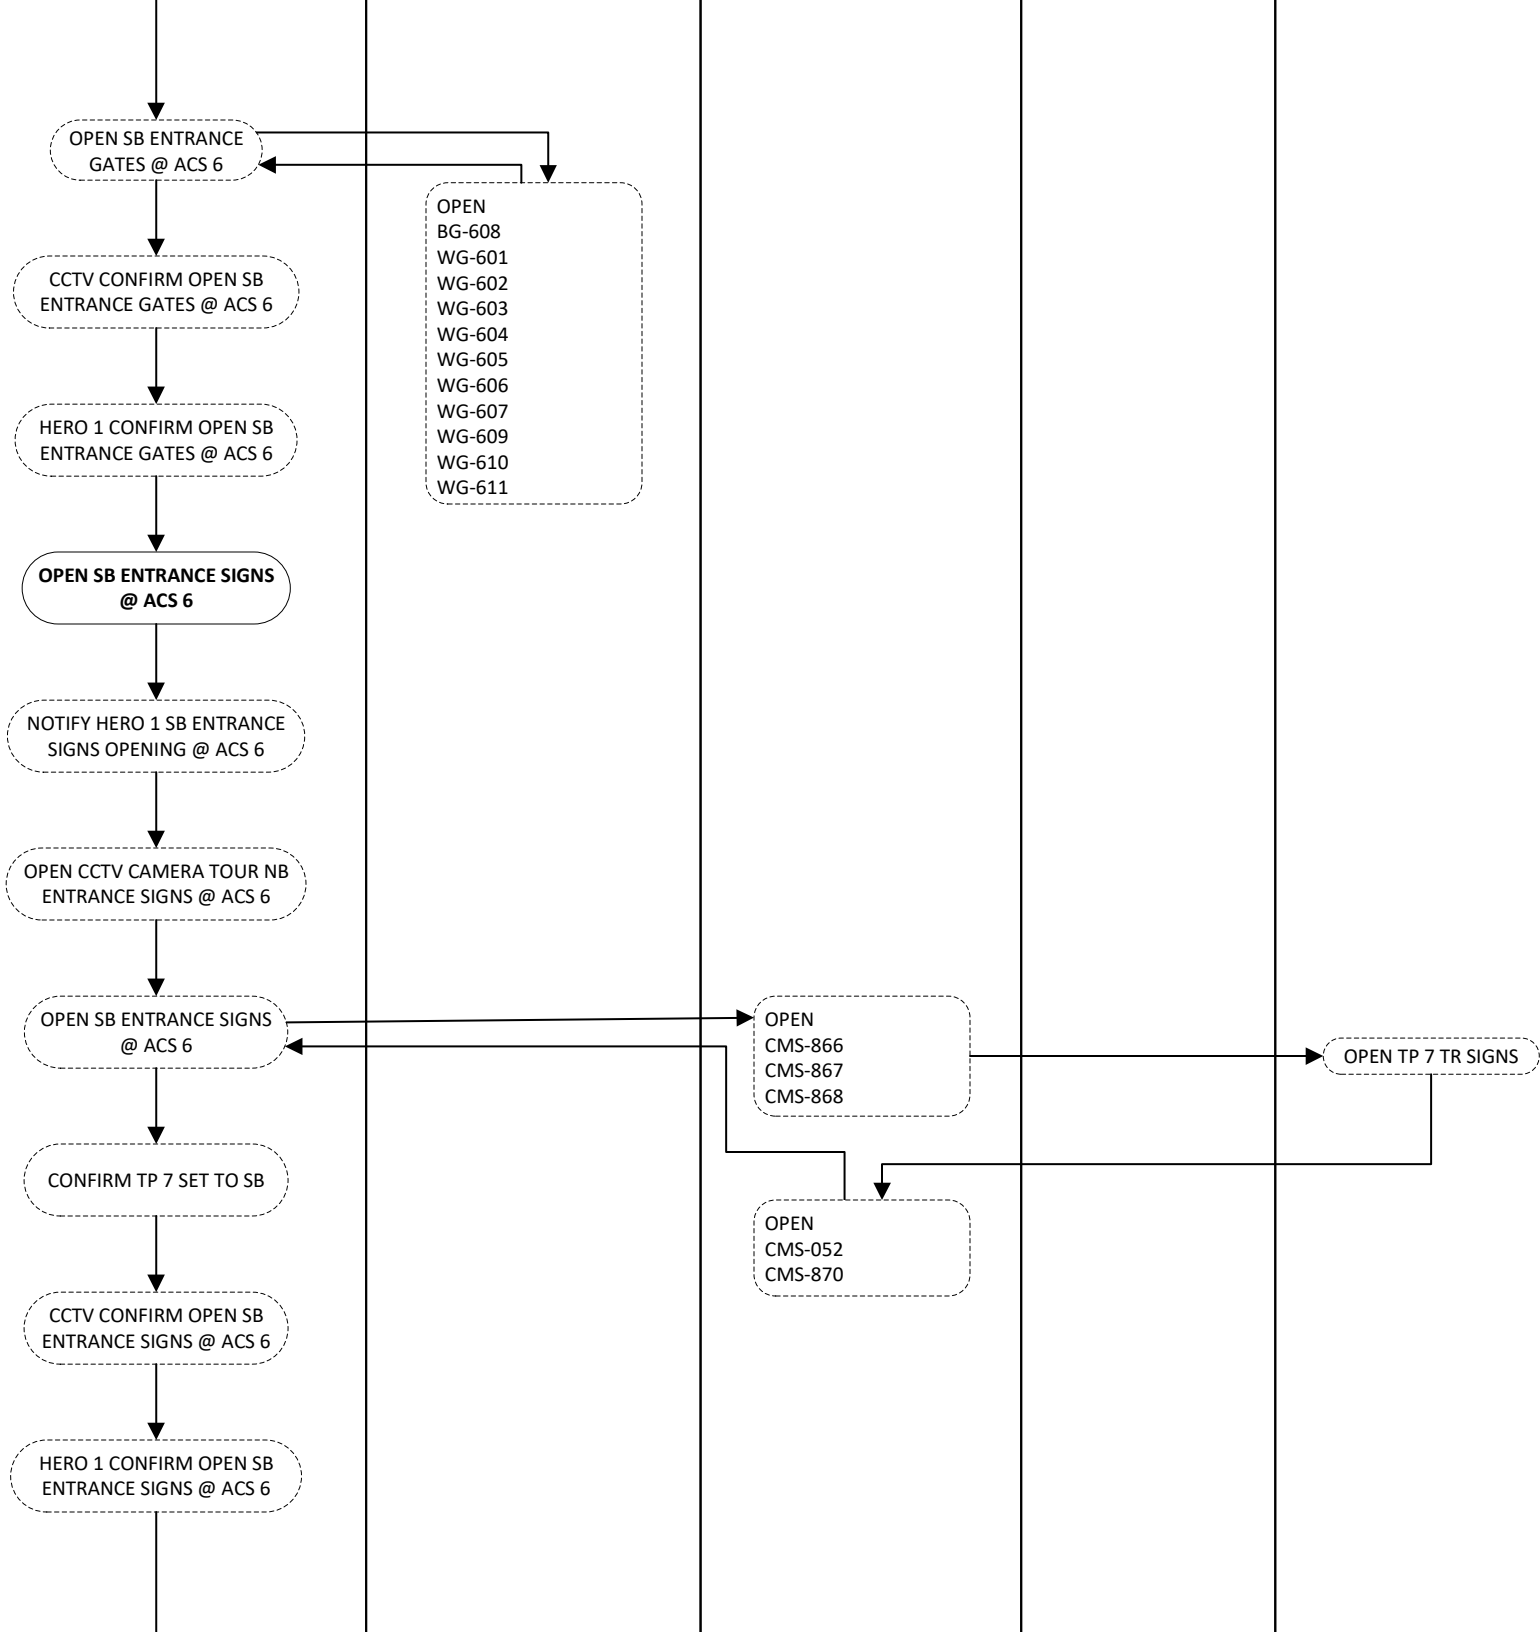 OPEN SB ENTRANCE
GATES @ ACS 6
OPEN
BG-608
WG-601
WG-602
WG-603
WG-604
WG-605
WG-606
WG-607
WG-609
WG-610
WG-611
CCTV CONFIRM OPEN SB
ENTRANCE GATES @ ACS 6
HERO 1 CONFIRM OPEN SB
ENTRANCE GATES @ ACS 6
OPEN SB ENTRANCE SIGNS
@ ACS 6
NOTIFY HERO 1 SB ENTRANCE
SIGNS OPENING @ ACS 6
OPEN CCTV CAMERA TOUR NB
ENTRANCE SIGNS @ ACS 6
OPEN SB ENTRANCE SIGNS
@ ACS 6
OPEN
CMS-866
CMS-867
CMS-868
OPEN TP 7 TR SIGNS
OPEN
CMS-052
CMS-870
CONFIRM TP 7 SET TO SB
CCTV CONFIRM OPEN SB
ENTRANCE SIGNS @ ACS 6
HERO 1 CONFIRM OPEN SB
ENTRANCE SIGNS @ ACS 6